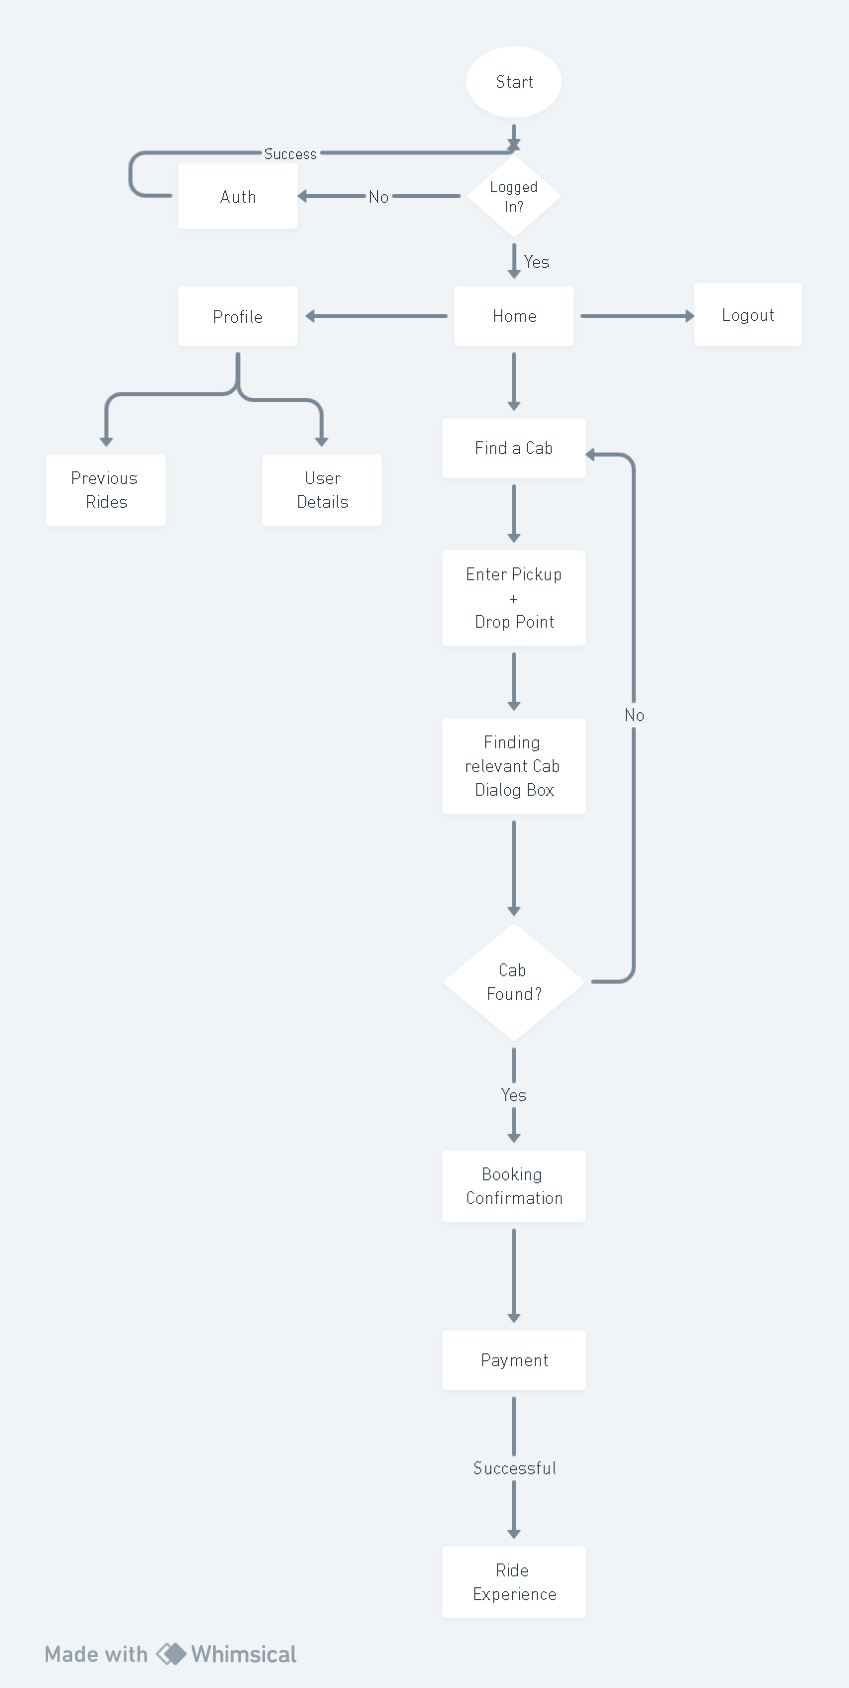 Start
Success
Logged
In?
No
Auth
Yes
Profile
Home
Logout
Previous
Rides
User
Details
Find a Cab
Enter Pickup
+
Drop Point
No
Finding
relevant Cab
Dialog Box
Cab
Found?
Yes
Booking
Confirmation
Payment
Successful
Ride
Experience
Made with Whimsical